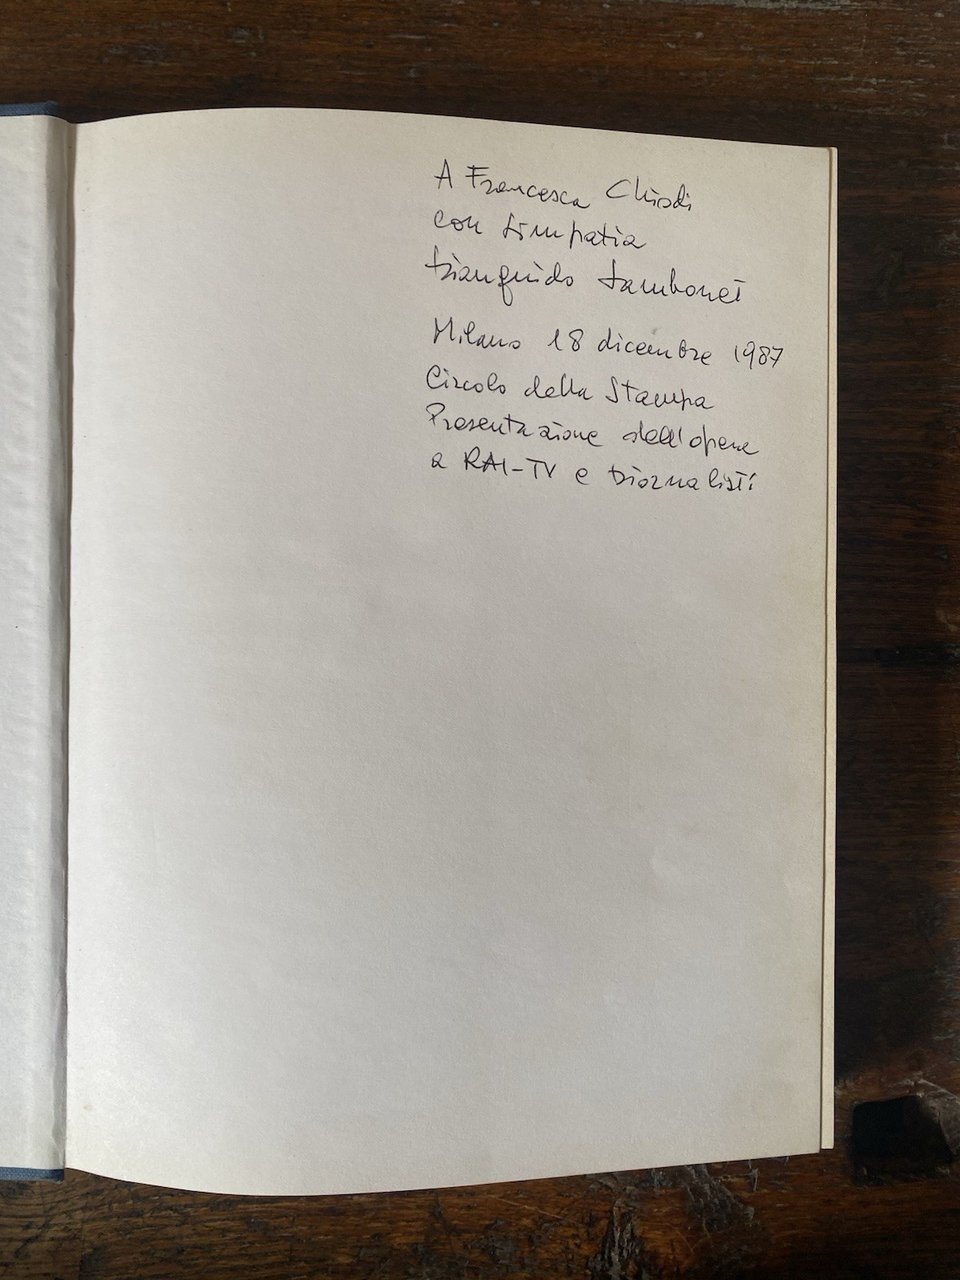 A Francesca Chiodi
con simpatia
Gianguido Sambonet
Milano 18 dicembre 1987
Circolo della Stampa
Presentazione dell'opera
a RAI-TV e giornalisti